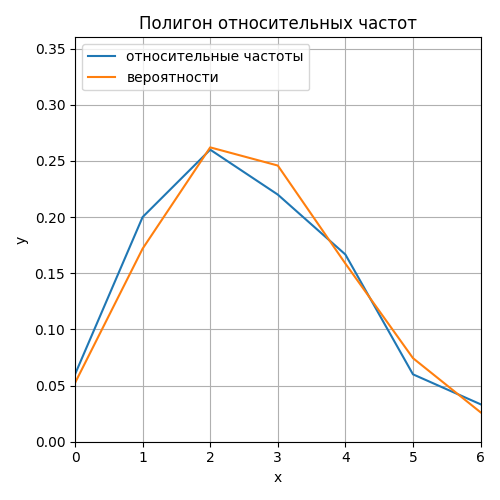 Полигон относительных частот
относительные частоты
вероятности
0.35
0.30
0.25
0.20
0.15
0.10
0.05
0.00
y
0 1 2 3 4 5 6
x